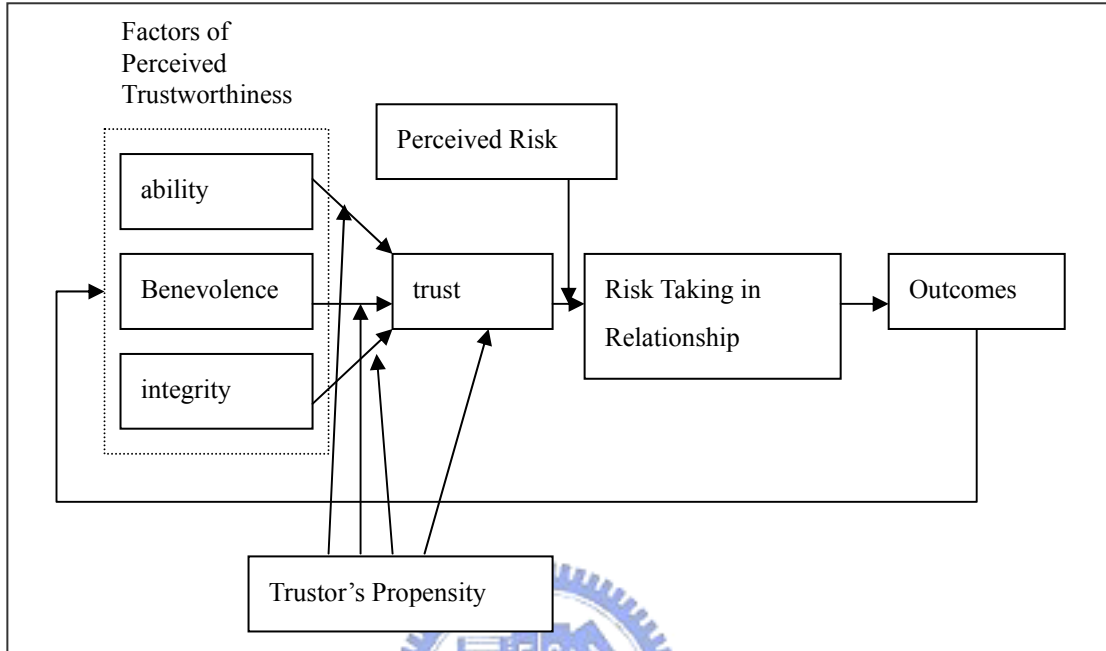 Factors of
Perceived
Trustworthiness
Perceived Risk
ability
Benevolence
trust
Risk Taking in
Relationship
Outcomes
integrity
Trustor’s Propensity